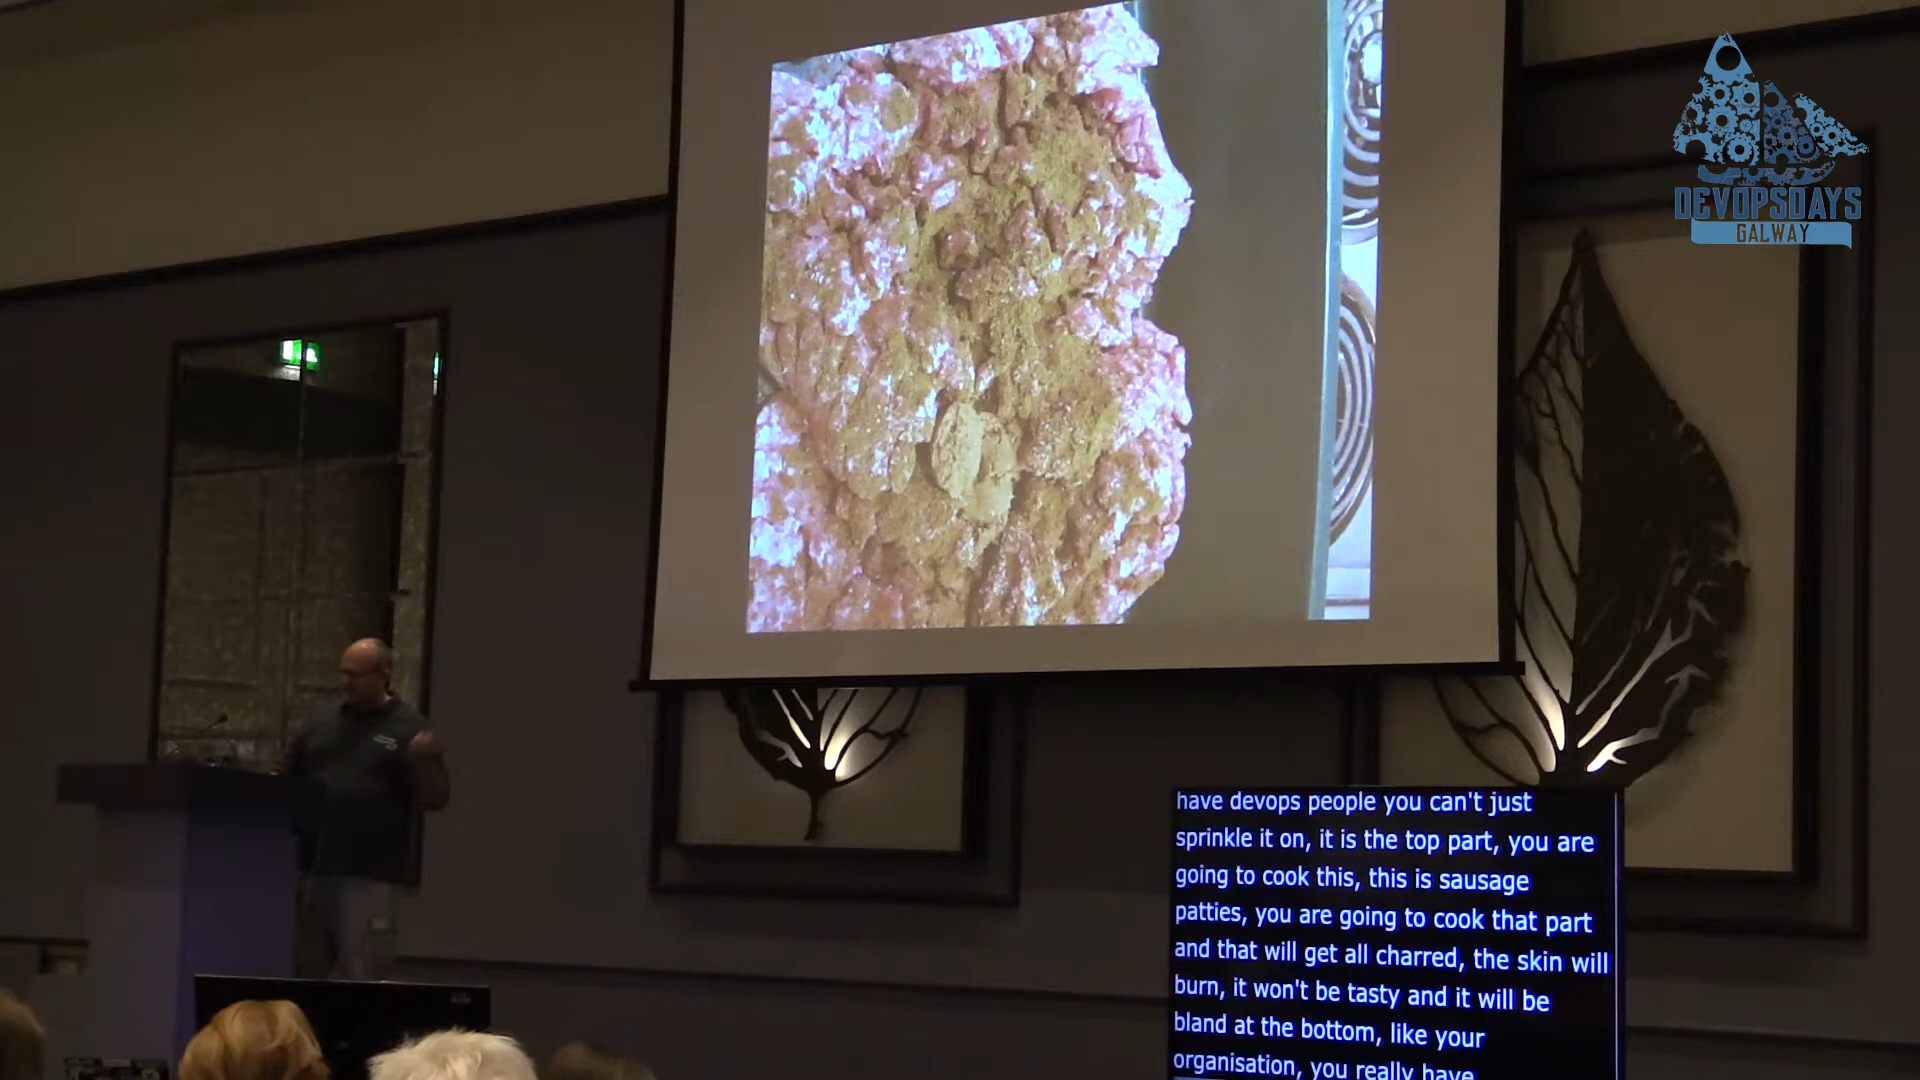 DEVOPSDAYS
GALWAY
have devops people you can't just
sprinkle it on, it is the top part, you are
going to cook this, this is sausage
patties, you are going to cook that part
and that will get all charred, the skin will
burn, it won't be tasty and it will be
bland at the bottom, like your
organisation, you really have